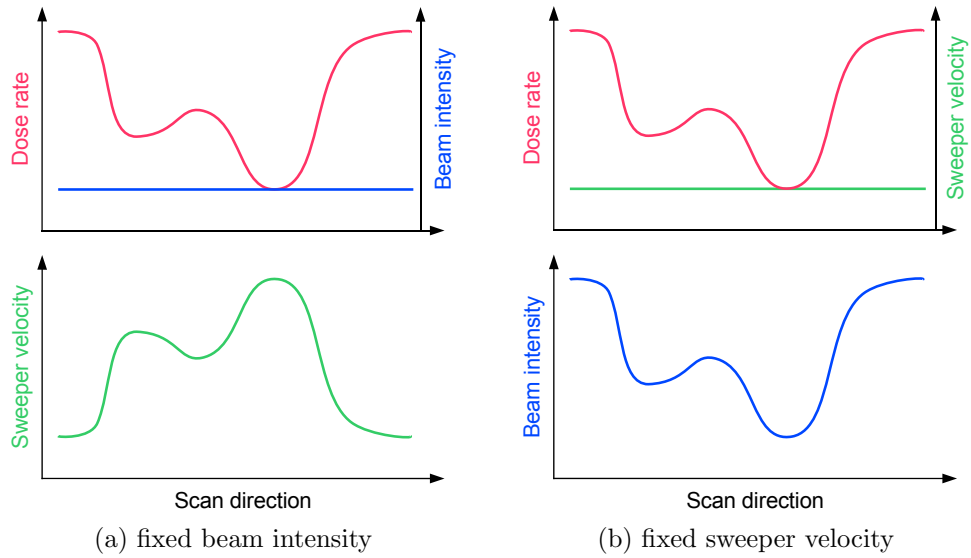 Dose rate
Beam intensity
Dose rate
Sweeper velocity
Sweeper velocity
Scan direction
Beam intensity
Scan direction
(a) fixed beam intensity
(b) fixed sweeper velocity